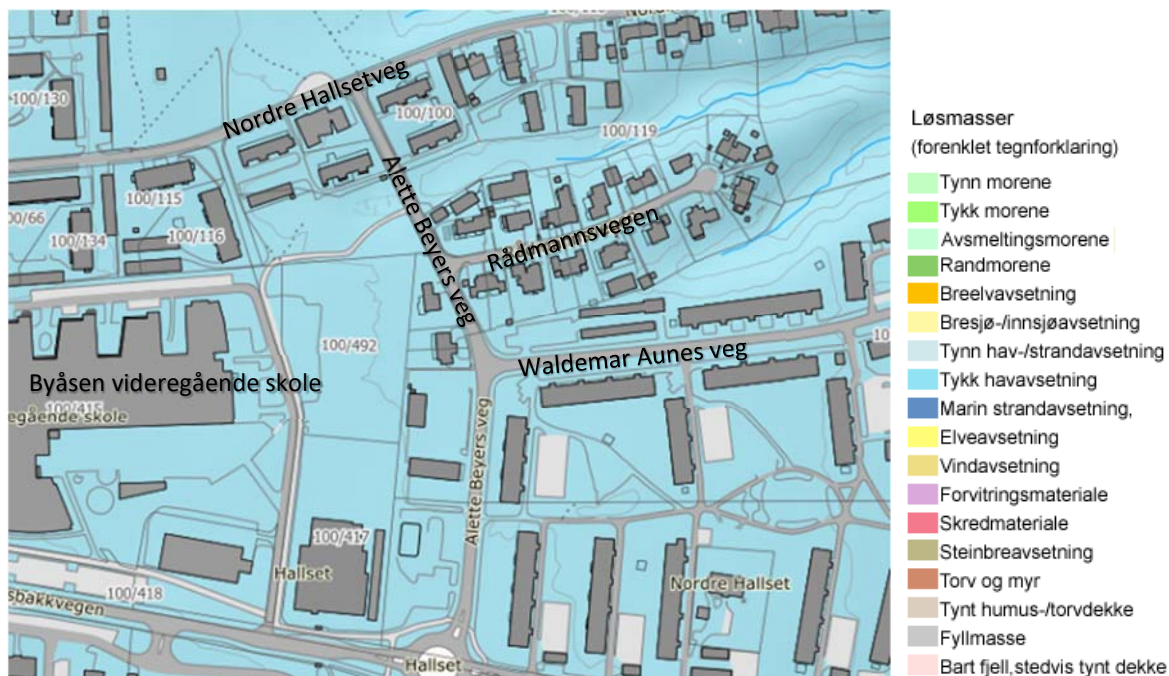 Nordre Hallsetveg
100/130
100/100
100/119
Alette Beyers veg
100/115
0/66
100/134
100/116
Rådmannsvegen
100/492
Waldemar Aunes veg
10
Byåsen videregående skole
100/415
egående skole
Alette Beyers veg
100/417
Hallset
Nordre Hallset
100/418
sbakkvegen
Hallset
Løsmasser
(forenklet tegnforklaring)
Tynn morene
Tykk morene
Avsmeltingsmorene
Randmorene
Breelvavsetning
Bresjø-/innsjøavsetning
Tynn hav-/strandavsetning
Tykk havavsetning
Marin strandavsetning,
Elveavsetning
Vindavsetning
Forvitringsmateriale
Skredmateriale
Steinbreavsetning
Torv og myr
Tynt humus-/torvdekke
Fyllmasse
Bart fjell,stedvis tynt dekke